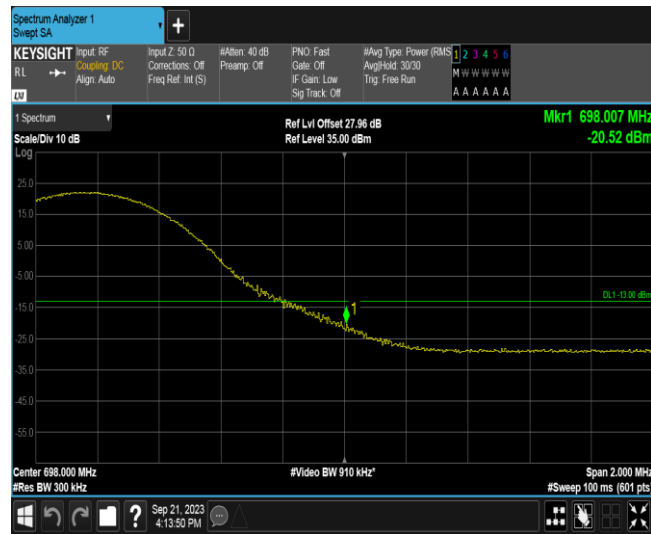 Spectrum Analyzer 1
Swept SA
+
KEYSIGHT
RL
LXI
Input: RF
Coupling: DC
Align: Auto
Input Z: 50 Ω
Corrections: Off
Freq Ref: Int (S)
#Atten: 40 dB
Preamp: Off
PNO: Fast
Gate: Off
IF Gain: Low
Sig Track: Off
#Avg Type: Power (RMS
Avg|Hold: 30/30
Trig: Free Run
1 2 3 4 5 6
M W W W W W
A A A A A A
1 Spectrum
Scale/Div 10 dB
Log
Ref Lvl Offset 27.96 dB
Ref Level 35.00 dBm
Mkr1 698.007 MHz
-20.52 dBm
25.0
15.0
5.00
-5.00
-15.0
-25.0
-35.0
-45.0
-55.0
DL1 -13.00 dBm
1
Center 698.000 MHz
#Res BW 300 kHz
#Video BW 910 kHz*
Span 2.000 MHz
#Sweep 100 ms (601 pts)
?
Sep 21, 2023
4:13:50 PM